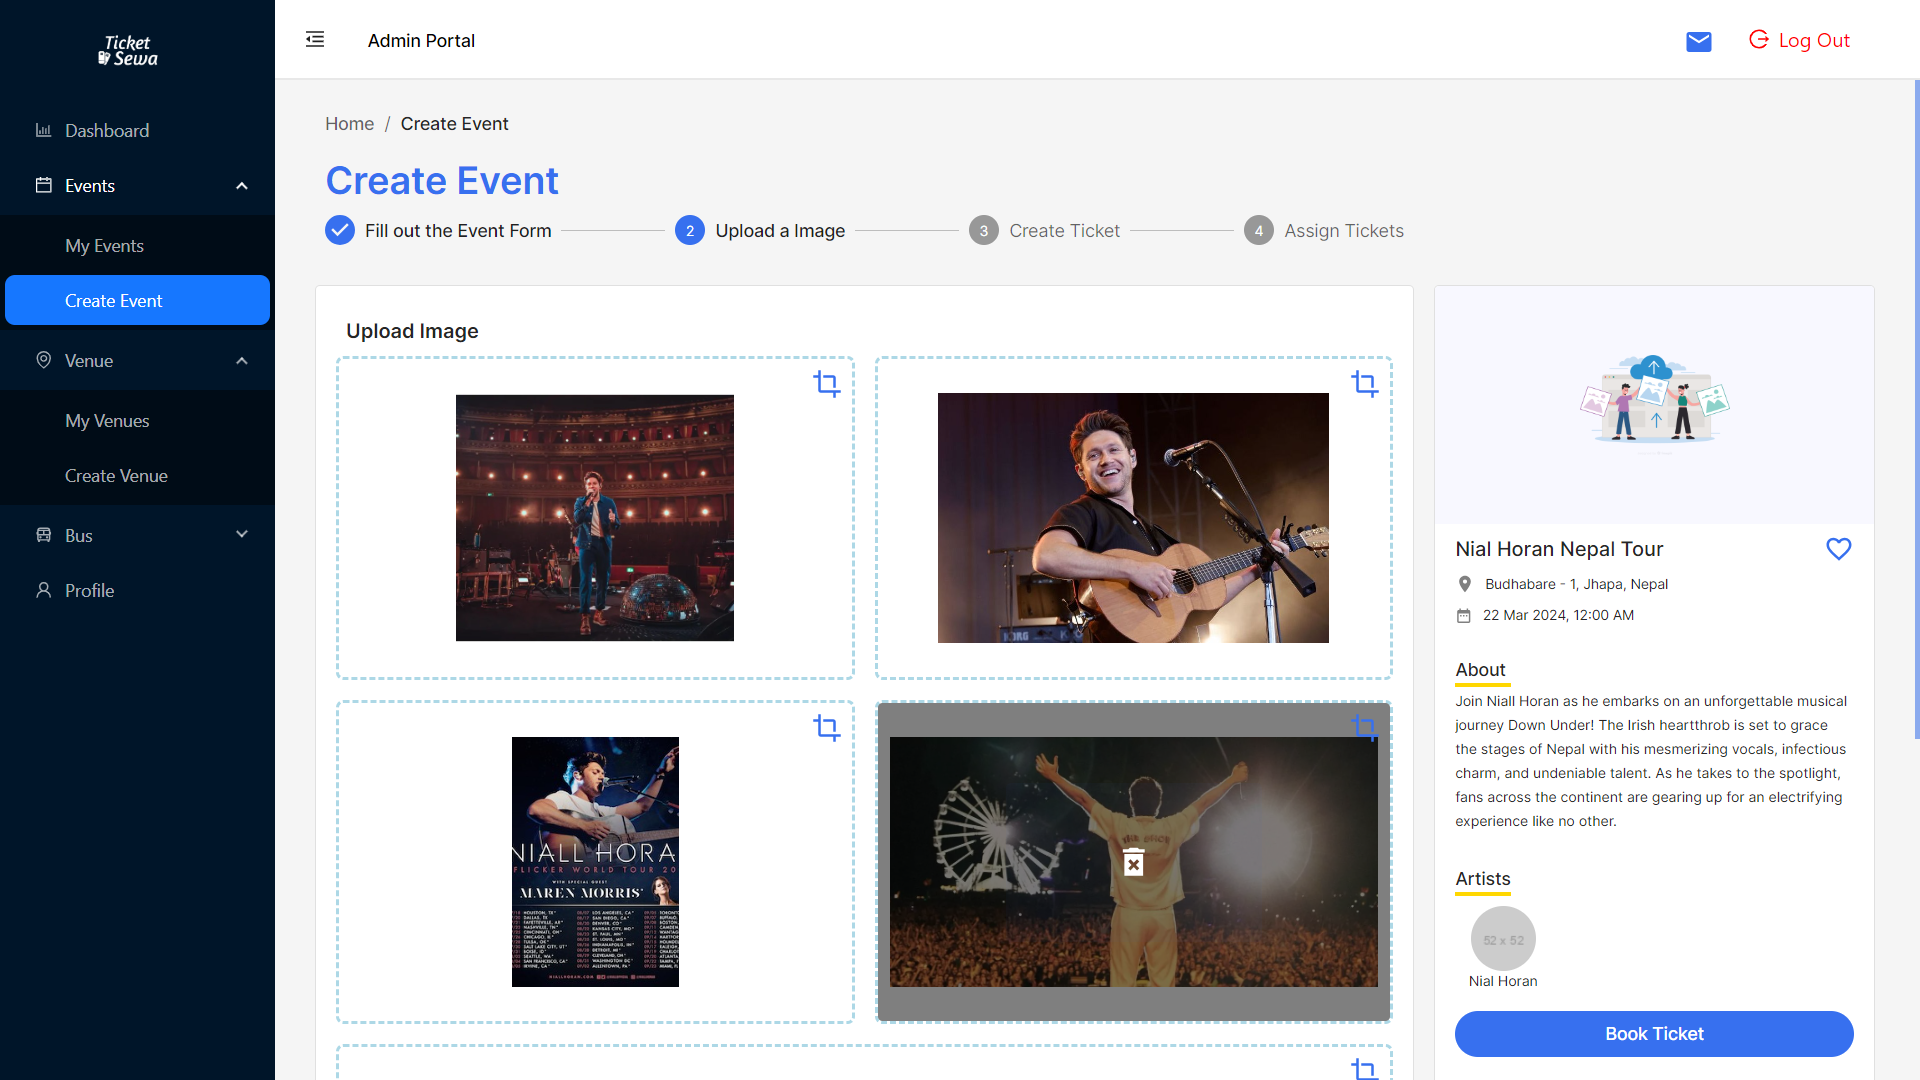 Ticket
Sewa
Admin Portal
Log Out
Dashboard
Events
My Events
Create Event
Venue
My Venues
Create Venue
Bus
Profile
Home / Create Event
Create Event
Fill out the Event Form
2 Upload a Image
3 Create Ticket
4 Assign Tickets
Upload Image
KORG
NIALL HORA
FLICKER WORLD TOUR 20
WITH SPECIAL GUEST
MAREN MORRIS
Nial Horan Nepal Tour
Budhabare - 1, Jhapa, Nepal
22 Mar 2024, 12:00 AM
About
Join Niall Horan as he embarks on an unforgettable musical
journey Down Under! The Irish heartthrob is set to grace
the stages of Nepal with his mesmerizing vocals, infectious
charm, and undeniable talent. As he takes to the spotlight,
fans across the continent are gearing up for an electrifying
experience like no other.
Artists
52 x 52
Nial Horan
Book Ticket